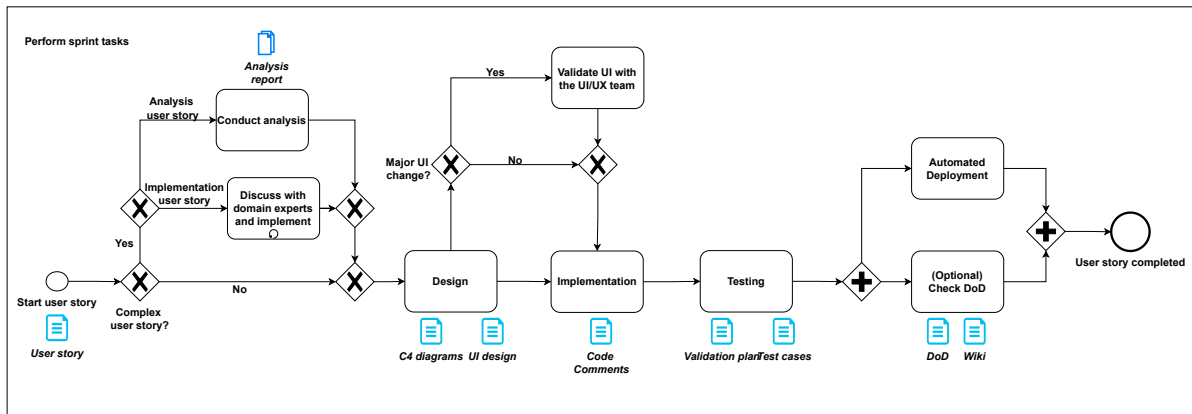 Perform sprint tasks
Analysis
report
Yes
Validate UI with
the UI/UX team
Analysis
user story
Conduct analysis
Major UI
change?
No
Automated
Deployment
Implementation
user story
Discuss with
domain experts
and implement
Yes
No
Start user story
Complex
user story?
Design
Implementation
Testing
(Optional)
Check DoD
User story completed
User story
C4 diagrams
UI design
Code
Comments
Validation plan
Test cases
DoD
Wiki